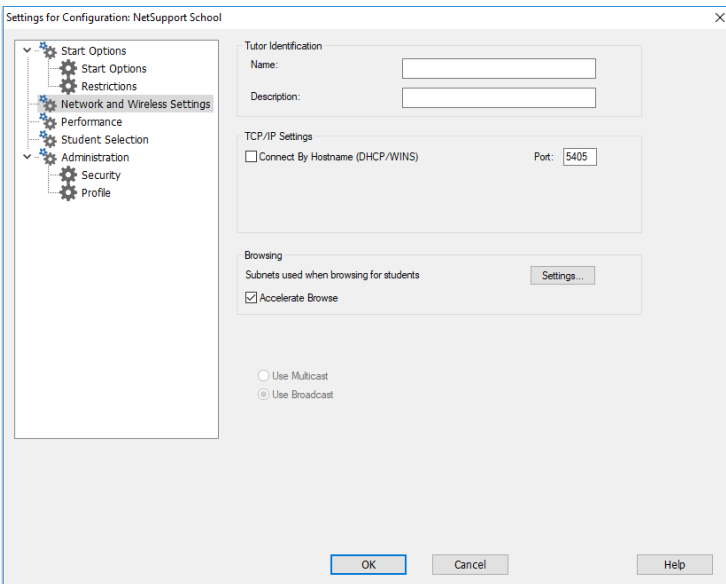 Settings for Configuration: NetSupport School
Start Options
Start Options
Restrictions
Network and Wireless Settings
Performance
Student Selection
Administration
Security
Profile
Tutor Identification
Name:
Description:
TCP/IP Settings
Connect By Hostname (DHCP/WINS) Port: 5405
Browsing
Subnets used when browsing for students Settings...
Accelerate Browse
Use Multicast
Use Broadcast
OK Cancel Help